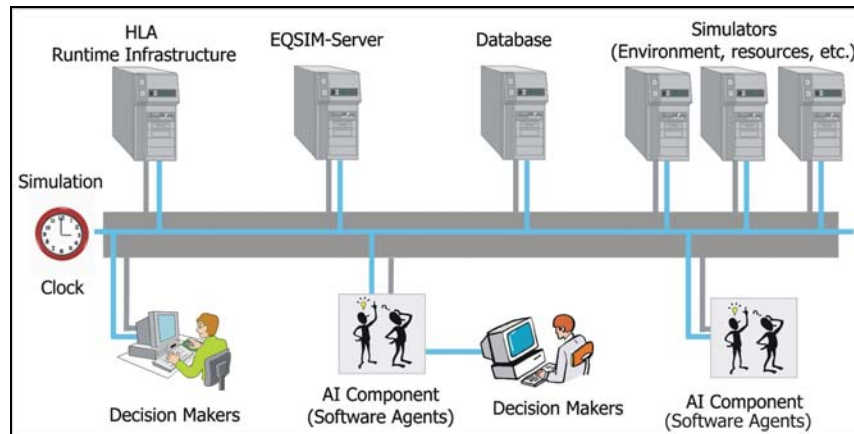 HLA
Runtime Infrastructure
EQSIM-Server
Database
Simulators
(Environment, resources, etc.)
Simulation
Clock
Decision Makers
AI Component
(Software Agents)
Decision Makers
AI Component
(Software Agents)